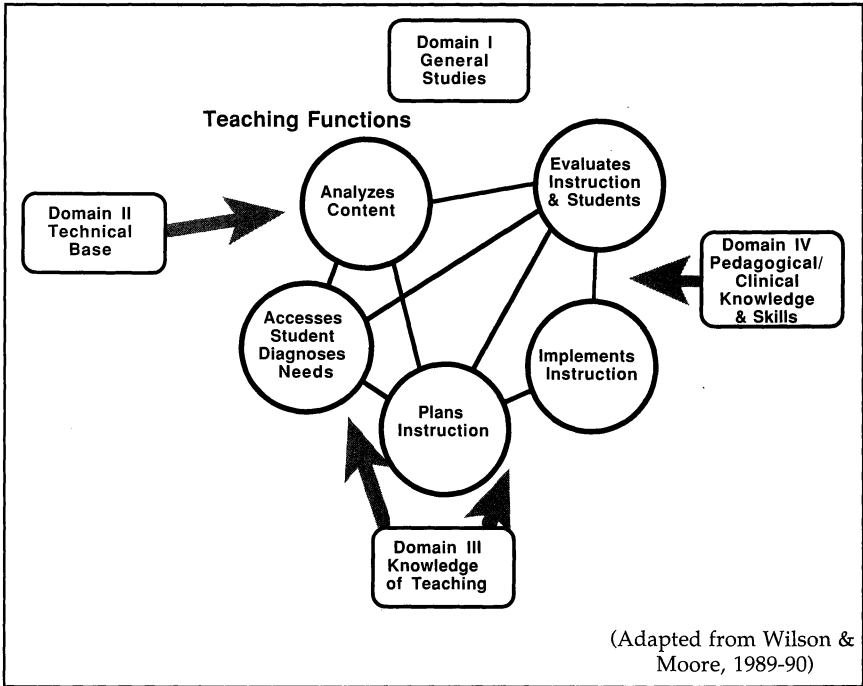 Domain I
General
Studies
Teaching Functions
Analyzes
Content
Evaluates
Instruction
& Students
Domain II
Technical
Base
Domain IV
Pedagogical/
Clinical
Knowledge
& Skills
Accesses
Student
Diagnoses
Needs
Implements
Instruction
Plans
Instruction
Domain III
Knowledge
of Teaching
(Adapted from Wilson &
Moore, 1989-90)